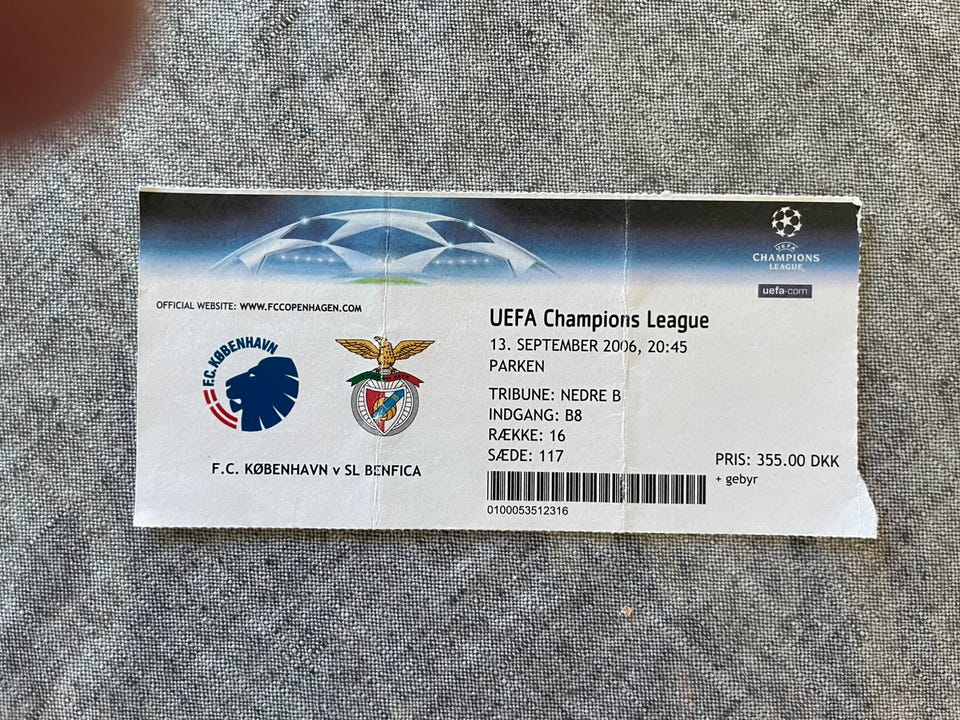 UEFA
CHAMPIONS
LEAGUE
uefa.com
OFFICIAL WEBSITE: WWW.FCCOPENHAGEN.COM
F.C. KØBENHAVN
F.C. KØBENHAVN v SL BENFICA
UEFA Champions League
13. SEPTEMBER 2006, 20:45
PARKEN
TRIBUNE: NEDRE B
INDGANG: B8
RÆKKE: 16
SÆDE: 117
0100053512316
PRIS: 355.00 DKK
+ gebyr